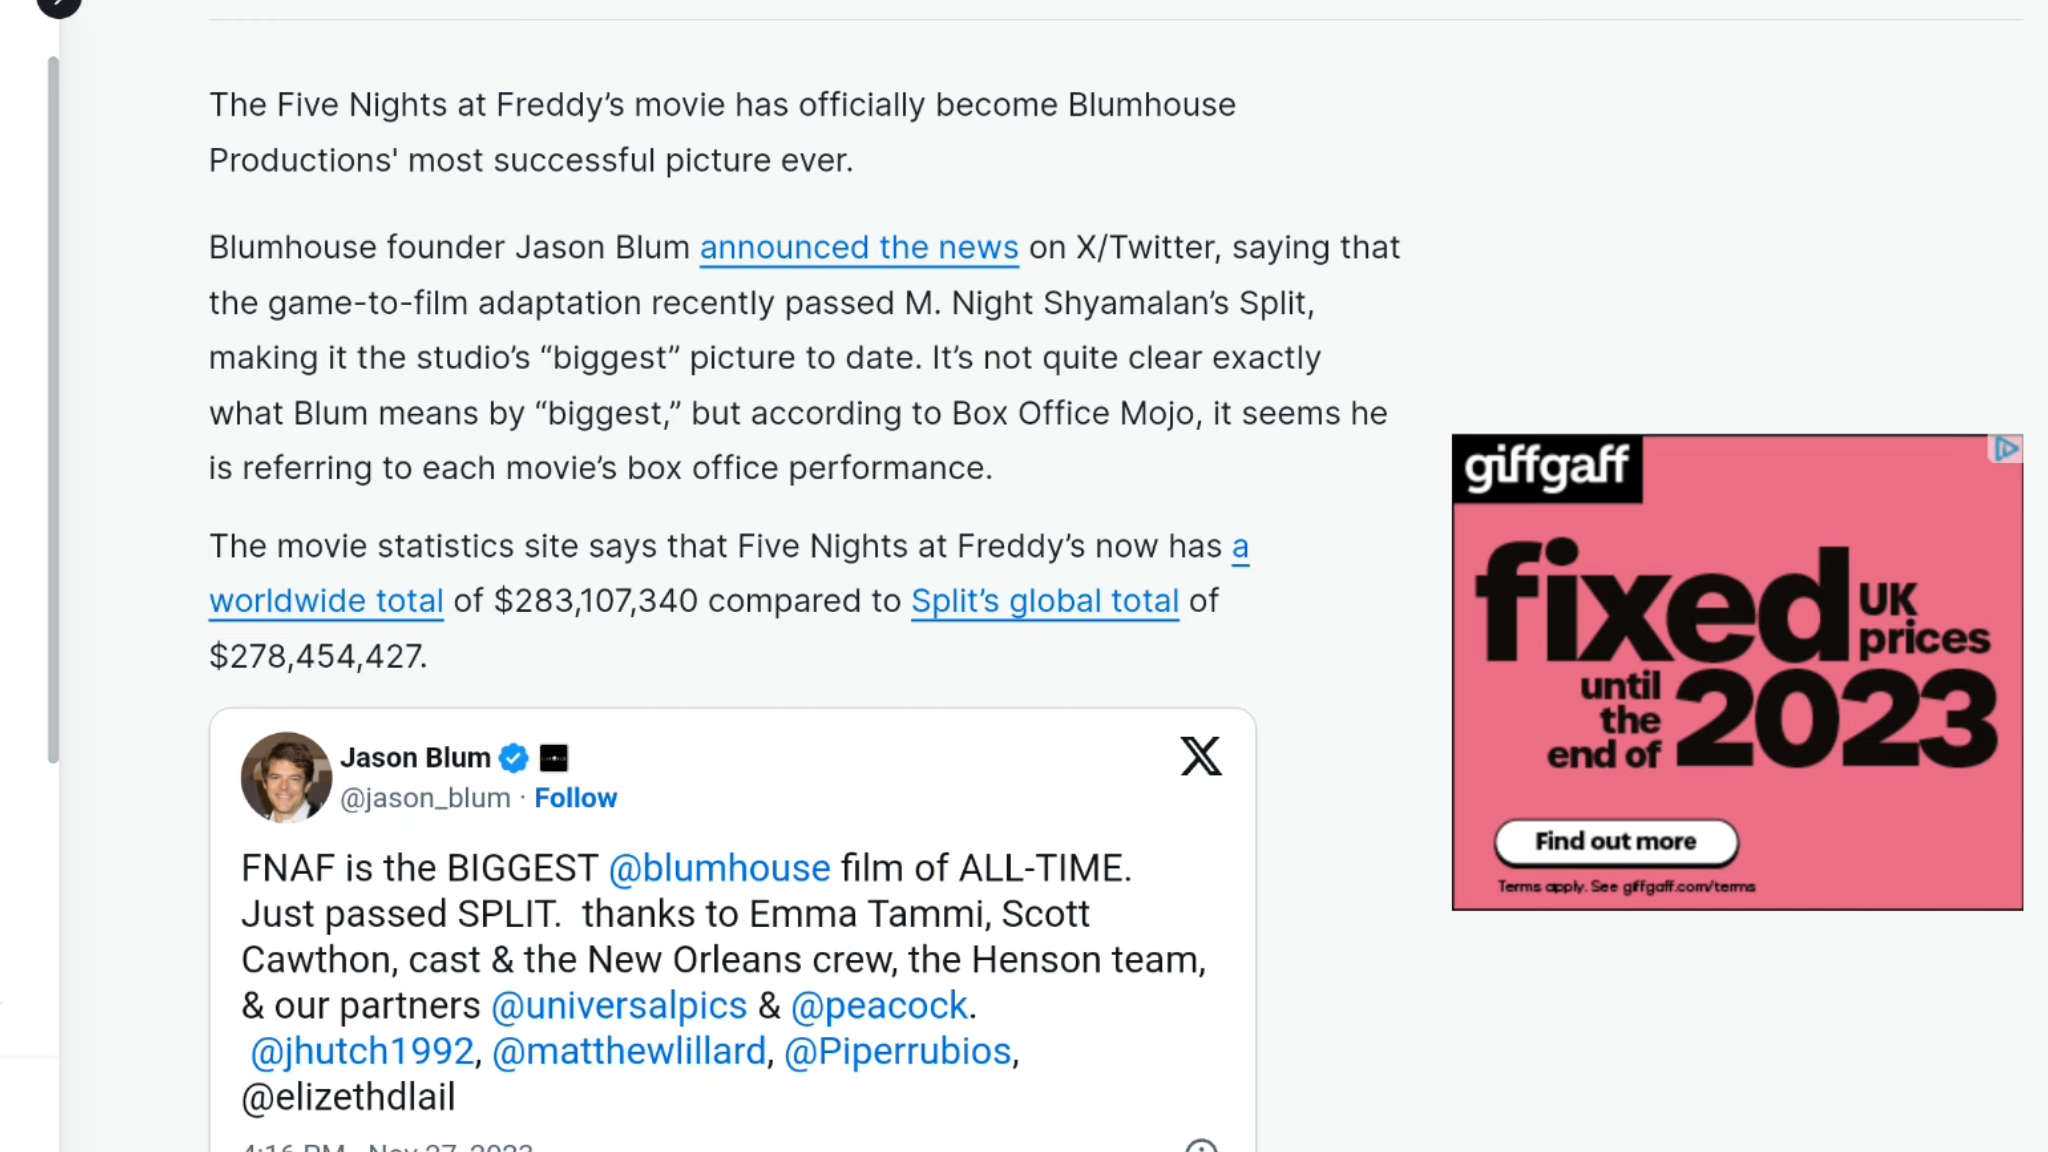 The Five Nights at Freddy’s movie has officially become Blumhouse
Productions' most successful picture ever.
Blumhouse founder Jason Blum announced the news on X/Twitter, saying that
the game-to-film adaptation recently passed M. Night Shyamalan’s Split,
making it the studio’s “biggest” picture to date. It’s not quite clear exactly
what Blum means by “biggest,” but according to Box Office Mojo, it seems he
is referring to each movie’s box office performance.
The movie statistics site says that Five Nights at Freddy’s now has a
worldwide total of $283,107,340 compared to Split’s global total of
$278,454,427.
Jason Blum
@jason_blum · Follow
FNAF is the BIGGEST @blumhouse film of ALL-TIME.
Just passed SPLIT.  thanks to Emma Tammi, Scott
Cawthon, cast & the New Orleans crew, the Henson team,
& our partners @universalpics & @peacock.
@jhutch1992, @matthewlillard, @Piperrubios,
@elizethdlail
4:16 PM · Nov 27, 2023
giffgaff
fixed
UK
prices
until
the
end of
2023
Find out more
Terms apply. See giffgaff.com/terms